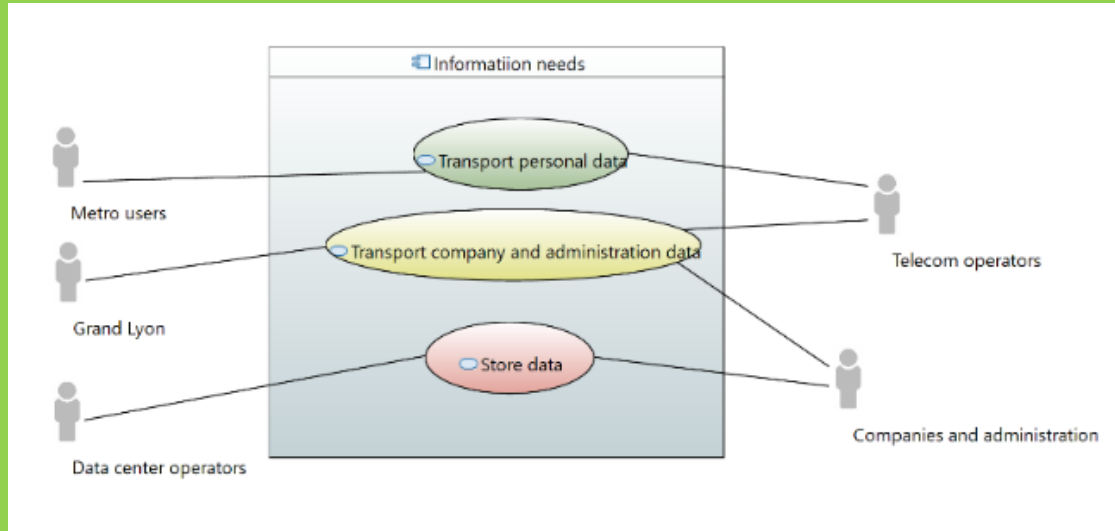 Informatiion needs
Transport personal data
Metro users
Transport company and administration data
Telecom operators
Grand Lyon
Store data
Companies and administration
Data center operators